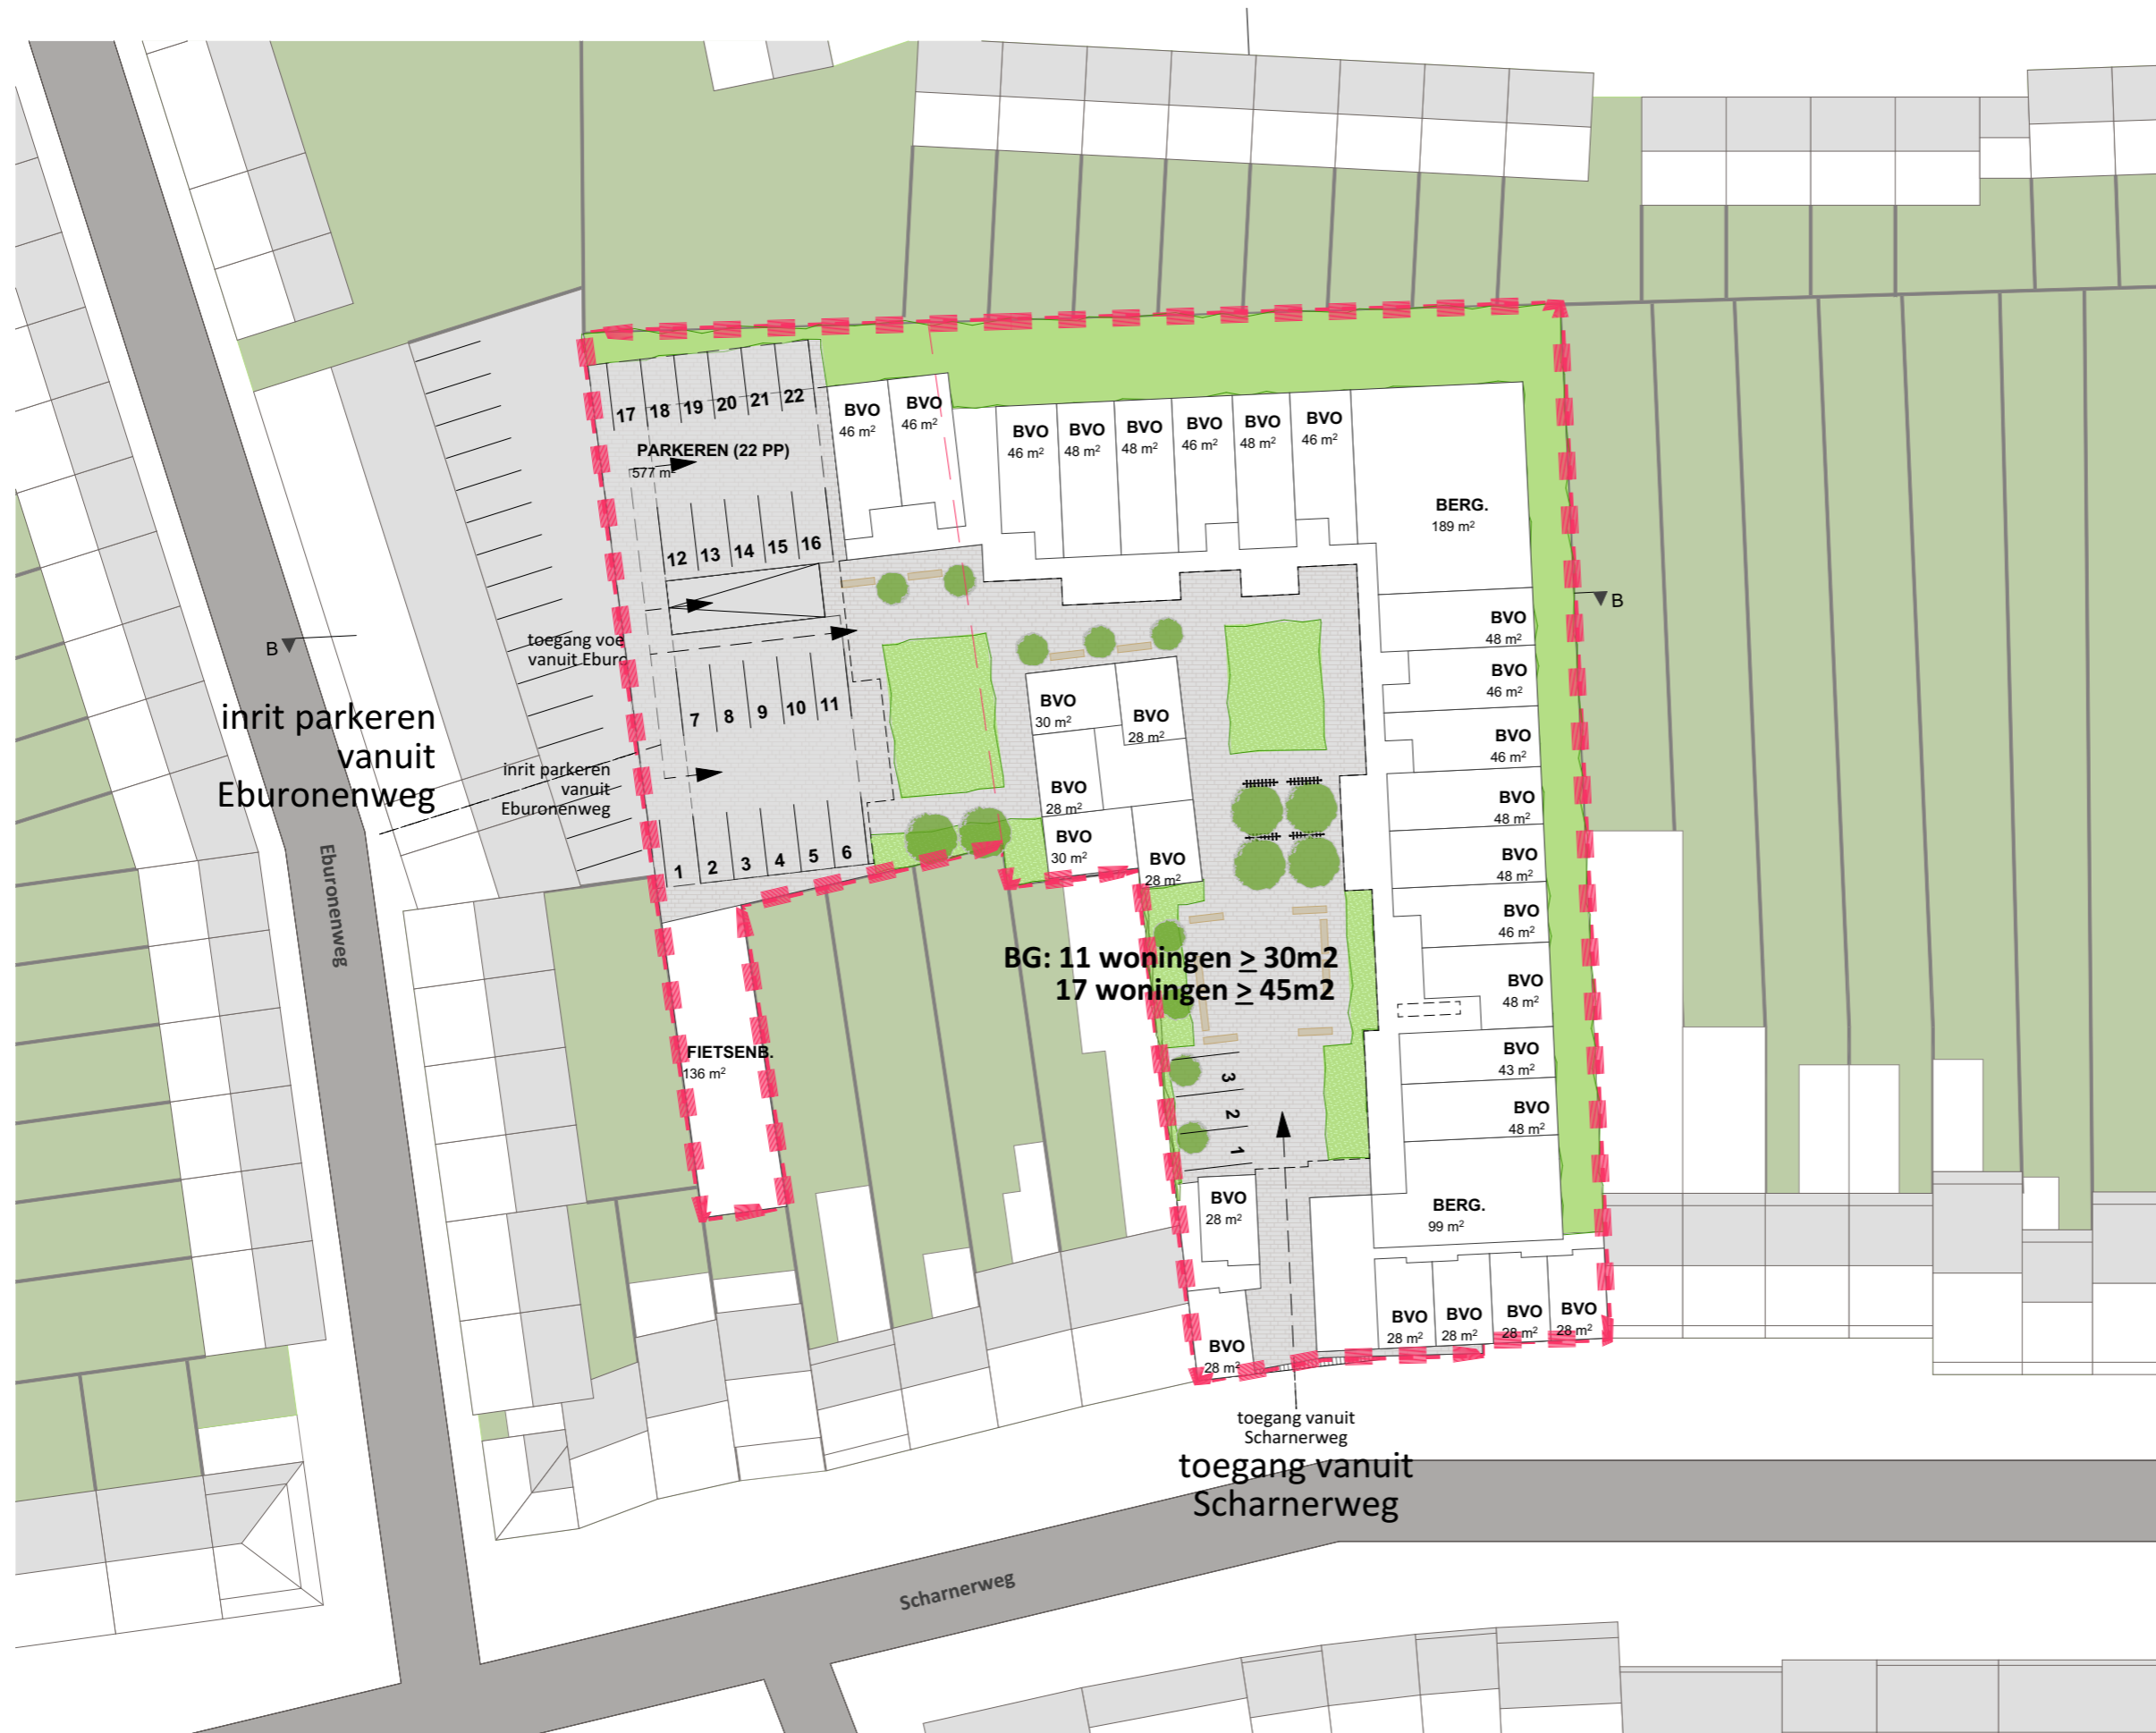 17 18 19 20 21 22
PARKEREN (22 PP)
577 m²
12 13 14 15 16
BVO
46 m²
BVO
46 m²
BVO
46 m²
BVO
48 m²
BVO
48 m²
BVO
46 m²
BVO
48 m²
BVO
46 m²
BERG.
189 m²
B
B
toegang voe
vanuit Eburo
inrit parkeren
vanuit
Eburonenweg
inrit parkeren
vanuit
Eburonenweg
7 8 9 10 11
1 2 3 4 5 6
BVO
30 m²
BVO
28 m²
BVO
28 m²
BVO
30 m²
BVO
28 m²
BVO
48 m²
BVO
46 m²
BVO
46 m²
BVO
48 m²
BVO
48 m²
BVO
46 m²
BVO
48 m²
BVO
43 m²
BVO
48 m²
Eburonenweg
BG: 11 woningen ≥ 30m2
17 woningen ≥ 45m2
FIETSENB.
136 m²
3
2
1
BVO
28 m²
BERG.
99 m²
BVO
28 m²
BVO
28 m²
BVO
28 m²
BVO
28 m²
BVO
28 m²
toegang vanuit
Scharnerweg
toegang vanuit
Scharnerweg
Scharnerweg